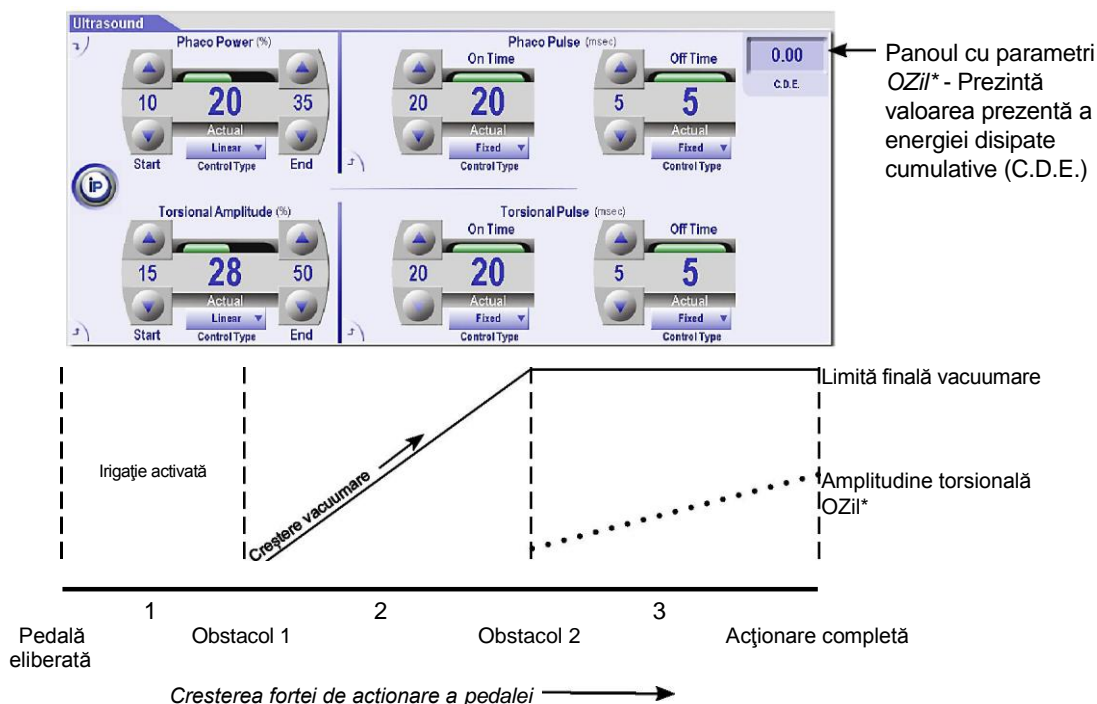 Ultrasound
Phaco Power (%)
10
20
35
Actual
Linear
Start
Control Type
End
Phaco Pulse (msec)
On Time
Off Time
20
20
5
5
Actual
Actual
Fixed
Fixed
Control Type
Control Type
0.00
C.D.E.
Panoul cu parametri
OZil* - Prezintă
valoarea prezentă a
energiei disipate
cumulative (C.D.E.)
iP
Torsional Amplitude (%)
15
28
50
Actual
Linear
Start
Control Type
End
Torsional Pulse (msec)
On Time
Off Time
20
20
5
5
Actual
Actual
Fixed
Fixed
Control Type
Control Type
Limită finală vacuumare
Irigaţie activată
Creştere vacuumare
Amplitudine torsională
OZil*
1
2
3
Pedală
eliberată
Obstacol 1
Obstacol 2
Acţionare completă
Cresterea fortei de actionare a pedalei